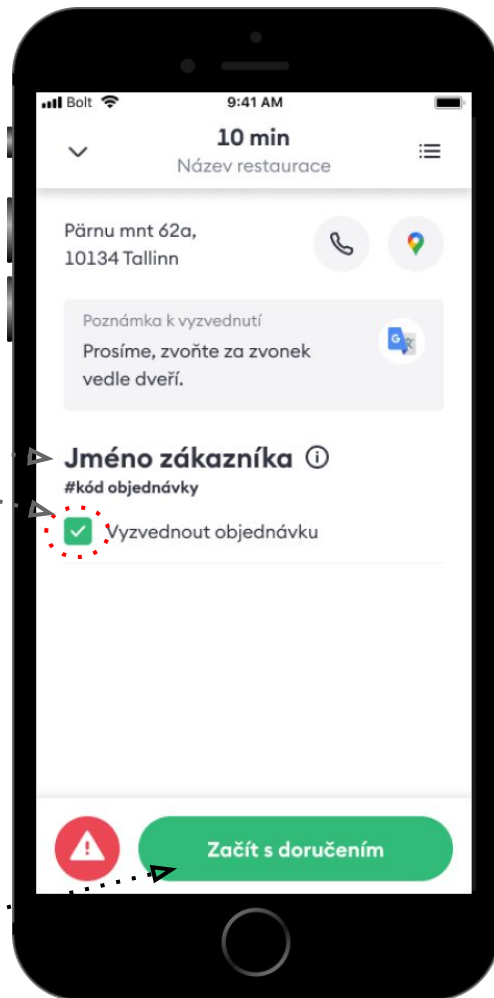 Bolt 9:41 AM
10 min
Název restaurace
Pärnu mnt 62a,
10134 Tallinn
Poznámka k vyzvednutí
Prosíme, zvoňte za zvonek
vedle dveří.
G
Jméno zákazníka
#kód objednávky
Vyzvednout objednávku
Začít s doručením